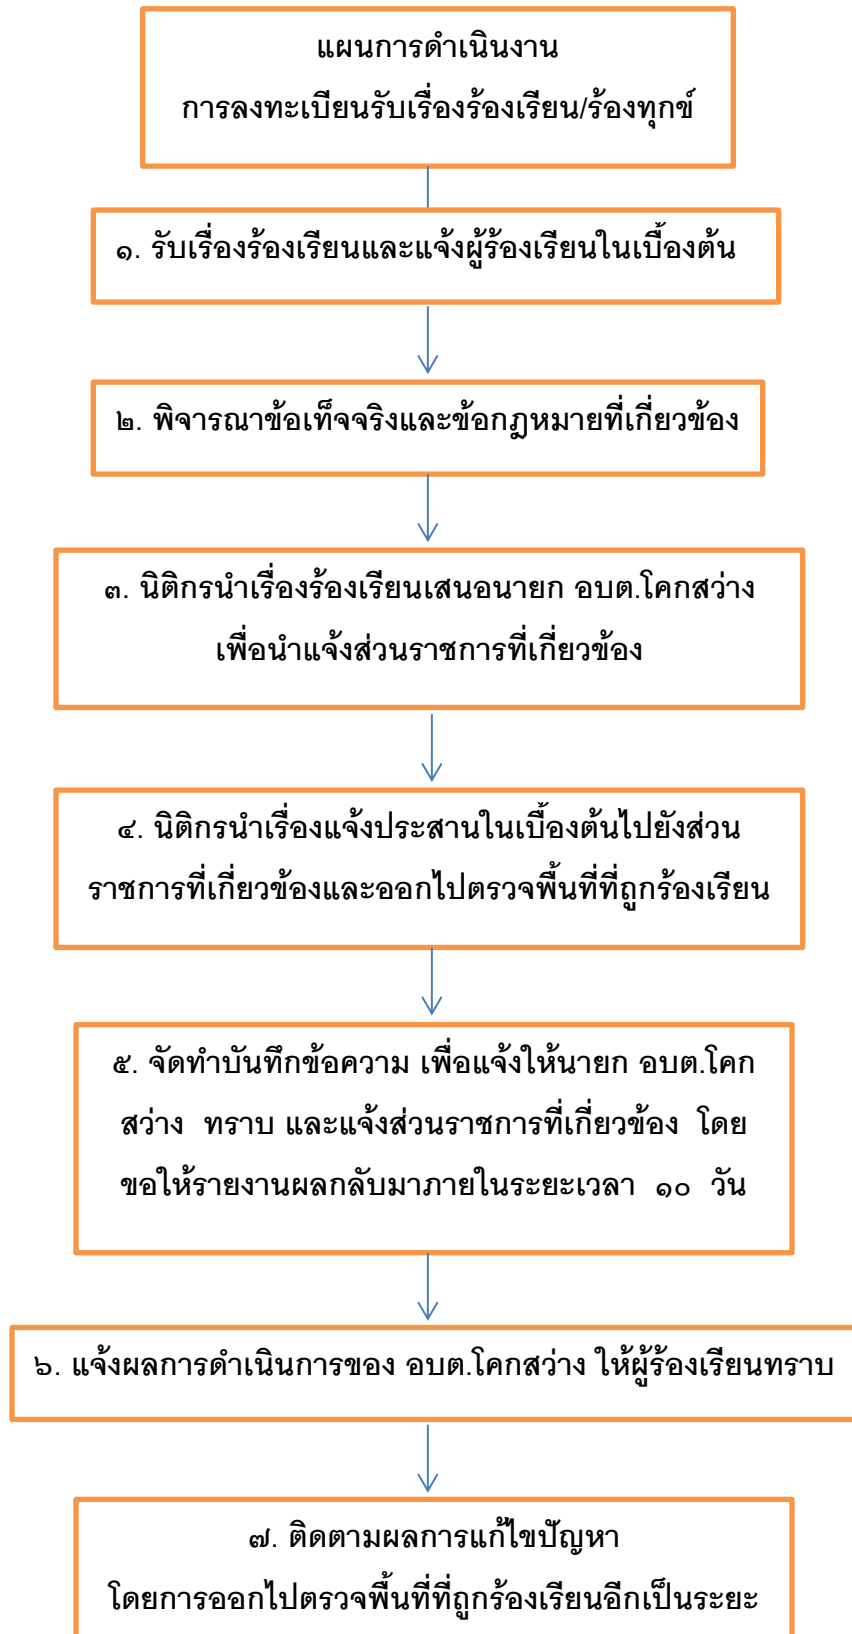 แผนการดำเนินงาน
การลงทะเบียนรับเรื่องร้องเรียน/ร้องทุกข์
๑. รับเรื่องร้องเรียนและแจ้งผู้ร้องเรียนในเบื้องต้น
๒. พิจารณาข้อเท็จจริงและข้อกฎหมายที่เกี่ยวข้อง
๓. นิติกรนำเรื่องร้องเรียนเสนอนายก อบต.โคกสว่าง
เพื่อนำแจ้งส่วนราชการที่เกี่ยวข้อง
๔. นิติกรนำเรื่องแจ้งประสานในเบื้องต้นไปยังส่วน
ราชการที่เกี่ยวข้องและออกไปตรวจพื้นที่ที่ถูกร้องเรียน
๕. จัดทำบันทึกข้อความ เพื่อแจ้งให้นายก อบต.โคก
สว่าง ทราบ และแจ้งส่วนราชการที่เกี่ยวข้อง โดย
ขอให้รายงานผลกลับมาภายในระยะเวลา ๑๐ วัน
๖. แจ้งผลการดำเนินการของ อบต.โคกสว่าง ให้ผู้ร้องเรียนทราบ
๗. ติดตามผลการแก้ไขปัญหา
โดยการออกไปตรวจพื้นที่ที่ถูกร้องเรียนอีกเป็นระยะ